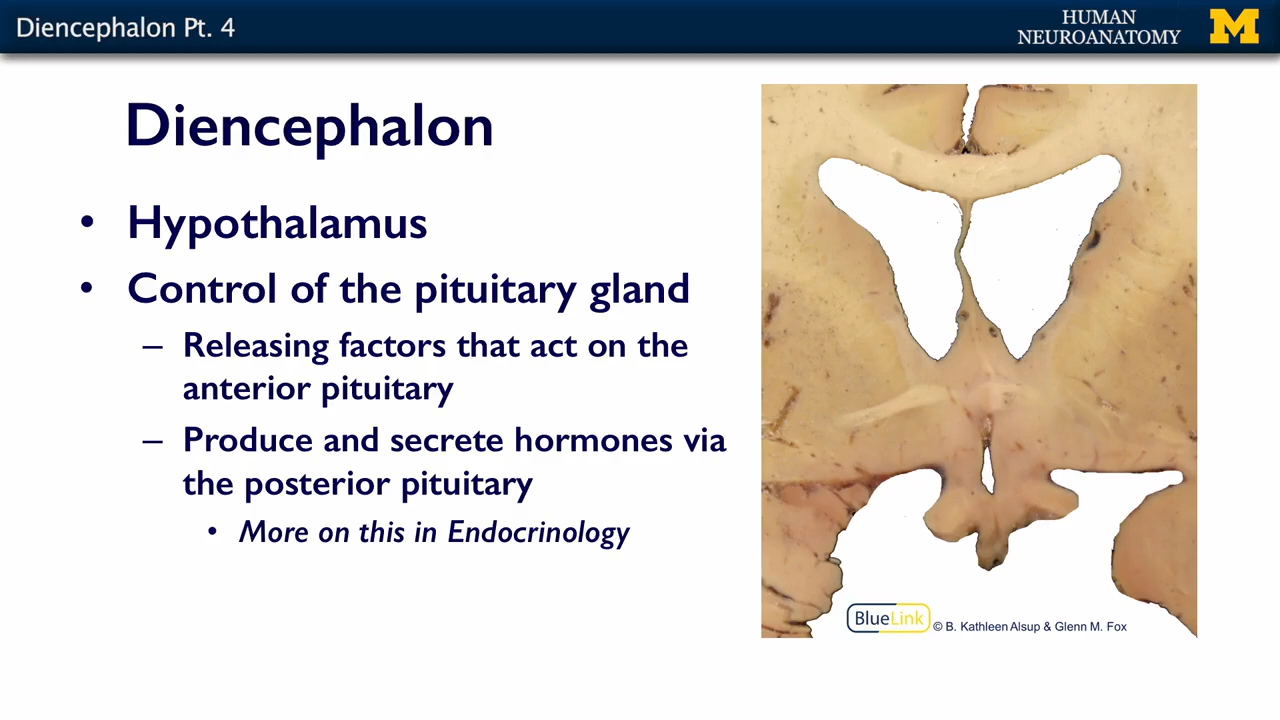 Diencephalon Pt. 4
HUMAN
NEUROANATOMY
M
Diencephalon
• Hypothalamus
• Control of the pituitary gland
– Releasing factors that act on the
anterior pituitary
– Produce and secrete hormones via
the posterior pituitary
• More on this in Endocrinology
BlueLink
© B. Kathleen Alsup & Glenn M. Fox